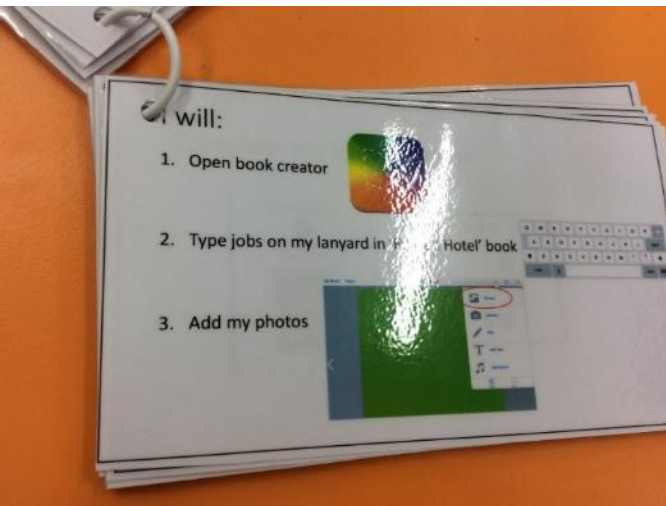 I will:
1. Open book creator
2. Type jobs on my lanyard in Hotel' book
3. Add my photos